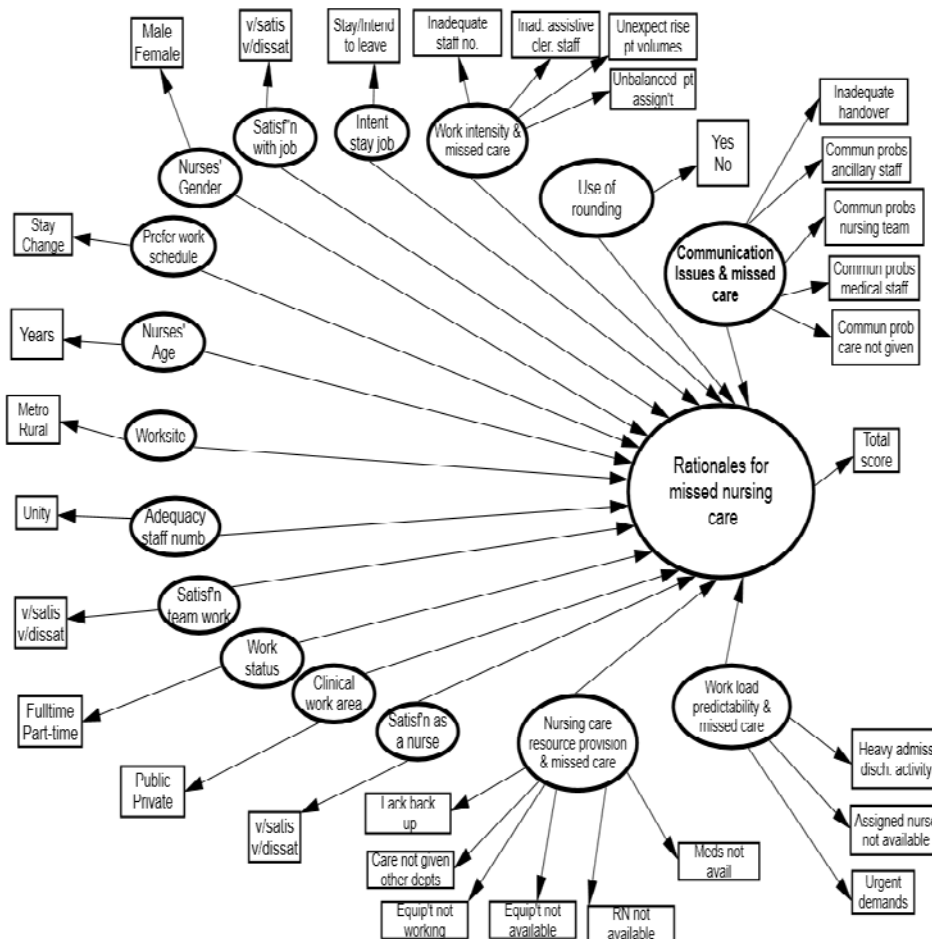 Male
Female
v/satis
v/dissat
Stay/Intend
to leave
Inadequate
staff no.
Inad. assistive
cler. staff
Unexpect rise
pt volumes
Unbalanced pt
assign't
Inadequate
handover
Nurses'
Gender
Satisf'n
with job
Intent
stay job
Work intensity &
missed care
Use of
rounding
Yes
No
Commun probs
ancillary staff
Commun probs
nursing team
Commun probs
medical staff
Commun prob
care not given
Communication
Issues & missed
care
Stay
Change
Prefer work
schedule
Years
Nurses'
Age
Metro
Rural
Worksite
Rationales for
missed nursing
care
Total
score
Unity
Adequacy
staff numb
v/satis
v/dissat
Satisf'n
team work
Work
status
Fulltime
Part-time
Clinical
work area
Public
Private
Satisf'n as
a nurse
v/satis
v/dissat
Nursing care
resource provision
& missed care
Lack back
up
Care not given
other depts
Equip't not
working
Equip't not
available
RN not
available
Meds not
avail
Work load
predictability &
missed care
Heavy admiss
disch. activity
Assigned nurse
not available
Urgent
demands